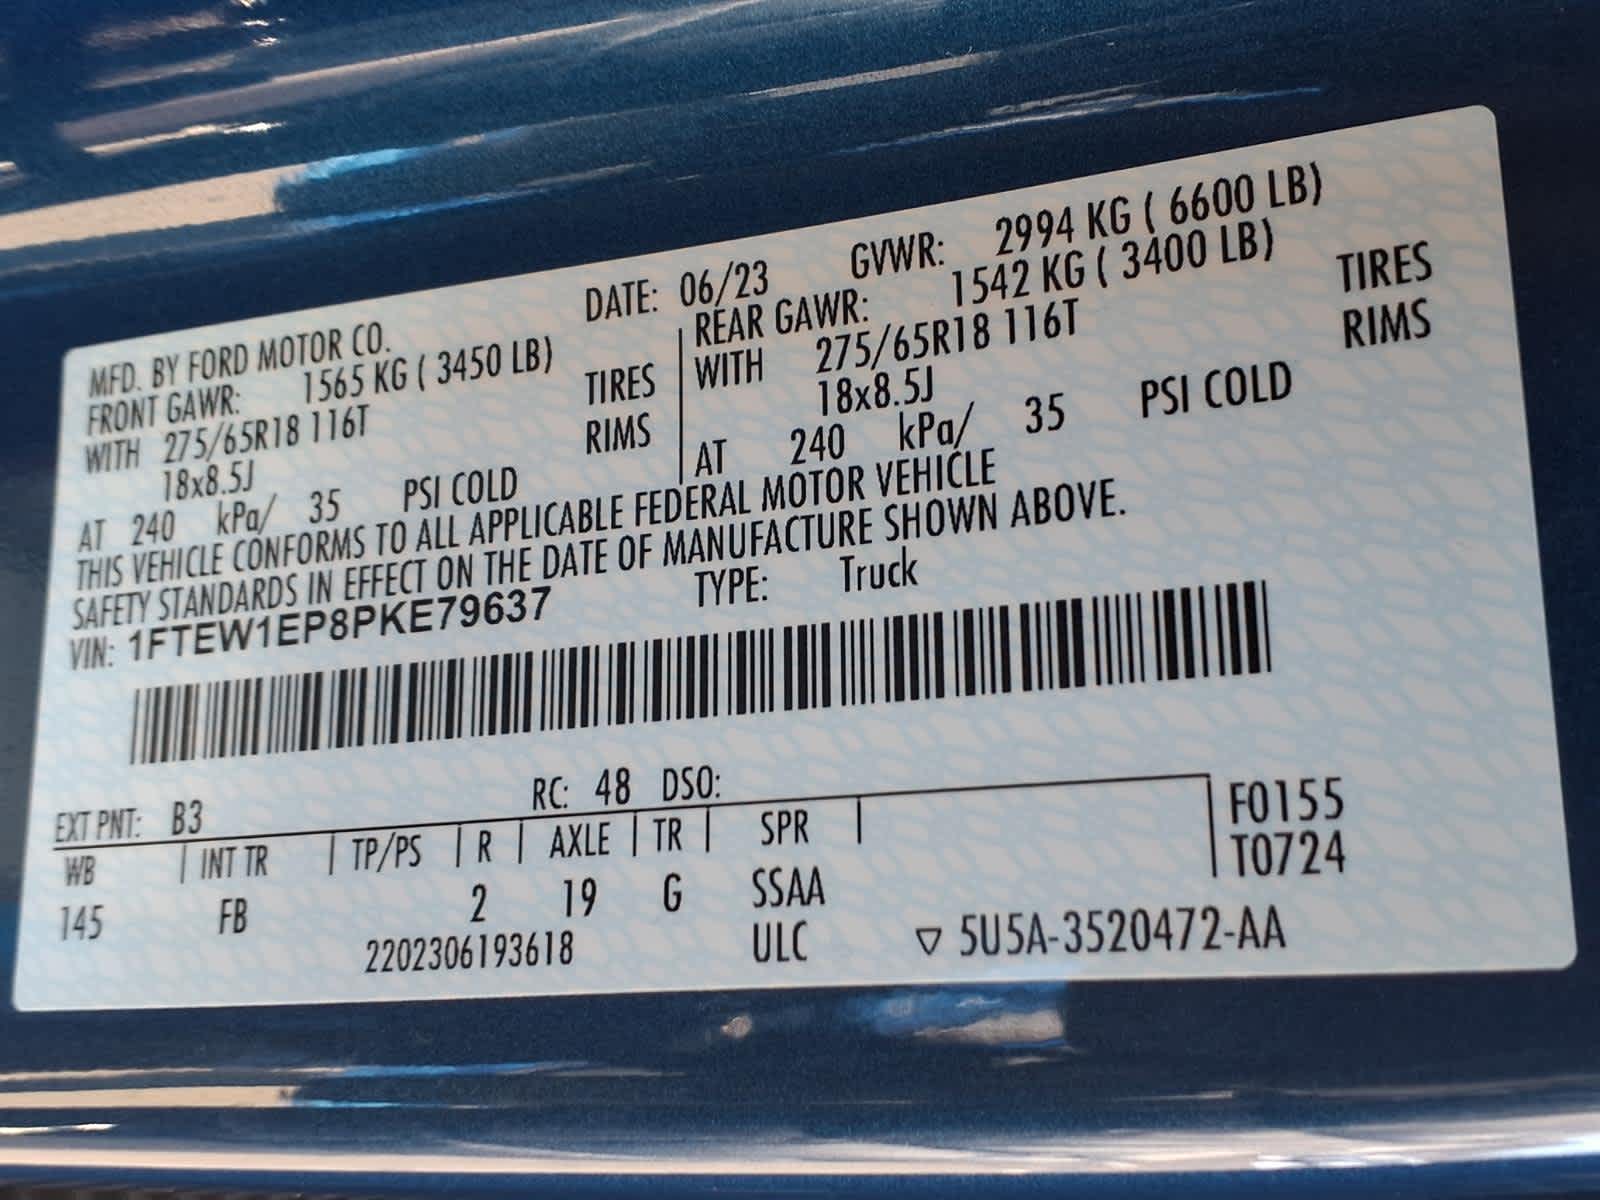 MFD. BY FORD MOTOR CO. DATE: 06/23 GVWR: 2994 KG ( 6600 LB)
FRONT GAWR: 1565 KG ( 3450 LB) REAR GAWR: 1542 KG ( 3400 LB)
WITH 275/65R18 116T TIRES WITH 275/65R18 116T TIRES
18x8.5J RIMS 18x8.5J RIMS
AT 240 kPa/ 35 PSI COLD AT 240 kPa/ 35 PSI COLD
THIS VEHICLE CONFORMS TO ALL APPLICABLE FEDERAL MOTOR VEHICLE
SAFETY STANDARDS IN EFFECT ON THE DATE OF MANUFACTURE SHOWN ABOVE.
VIN: 1FTEW1EP8PKE79637 TYPE: Truck
EXT PNT: B3 RC: 48 DSO:
WB INT TR TP/PS R AXLE TR SPR F0155
T0724
145 FB 2 19 G SSAA
2202306193618 ULC ▽ 5U5A-3520472-AA